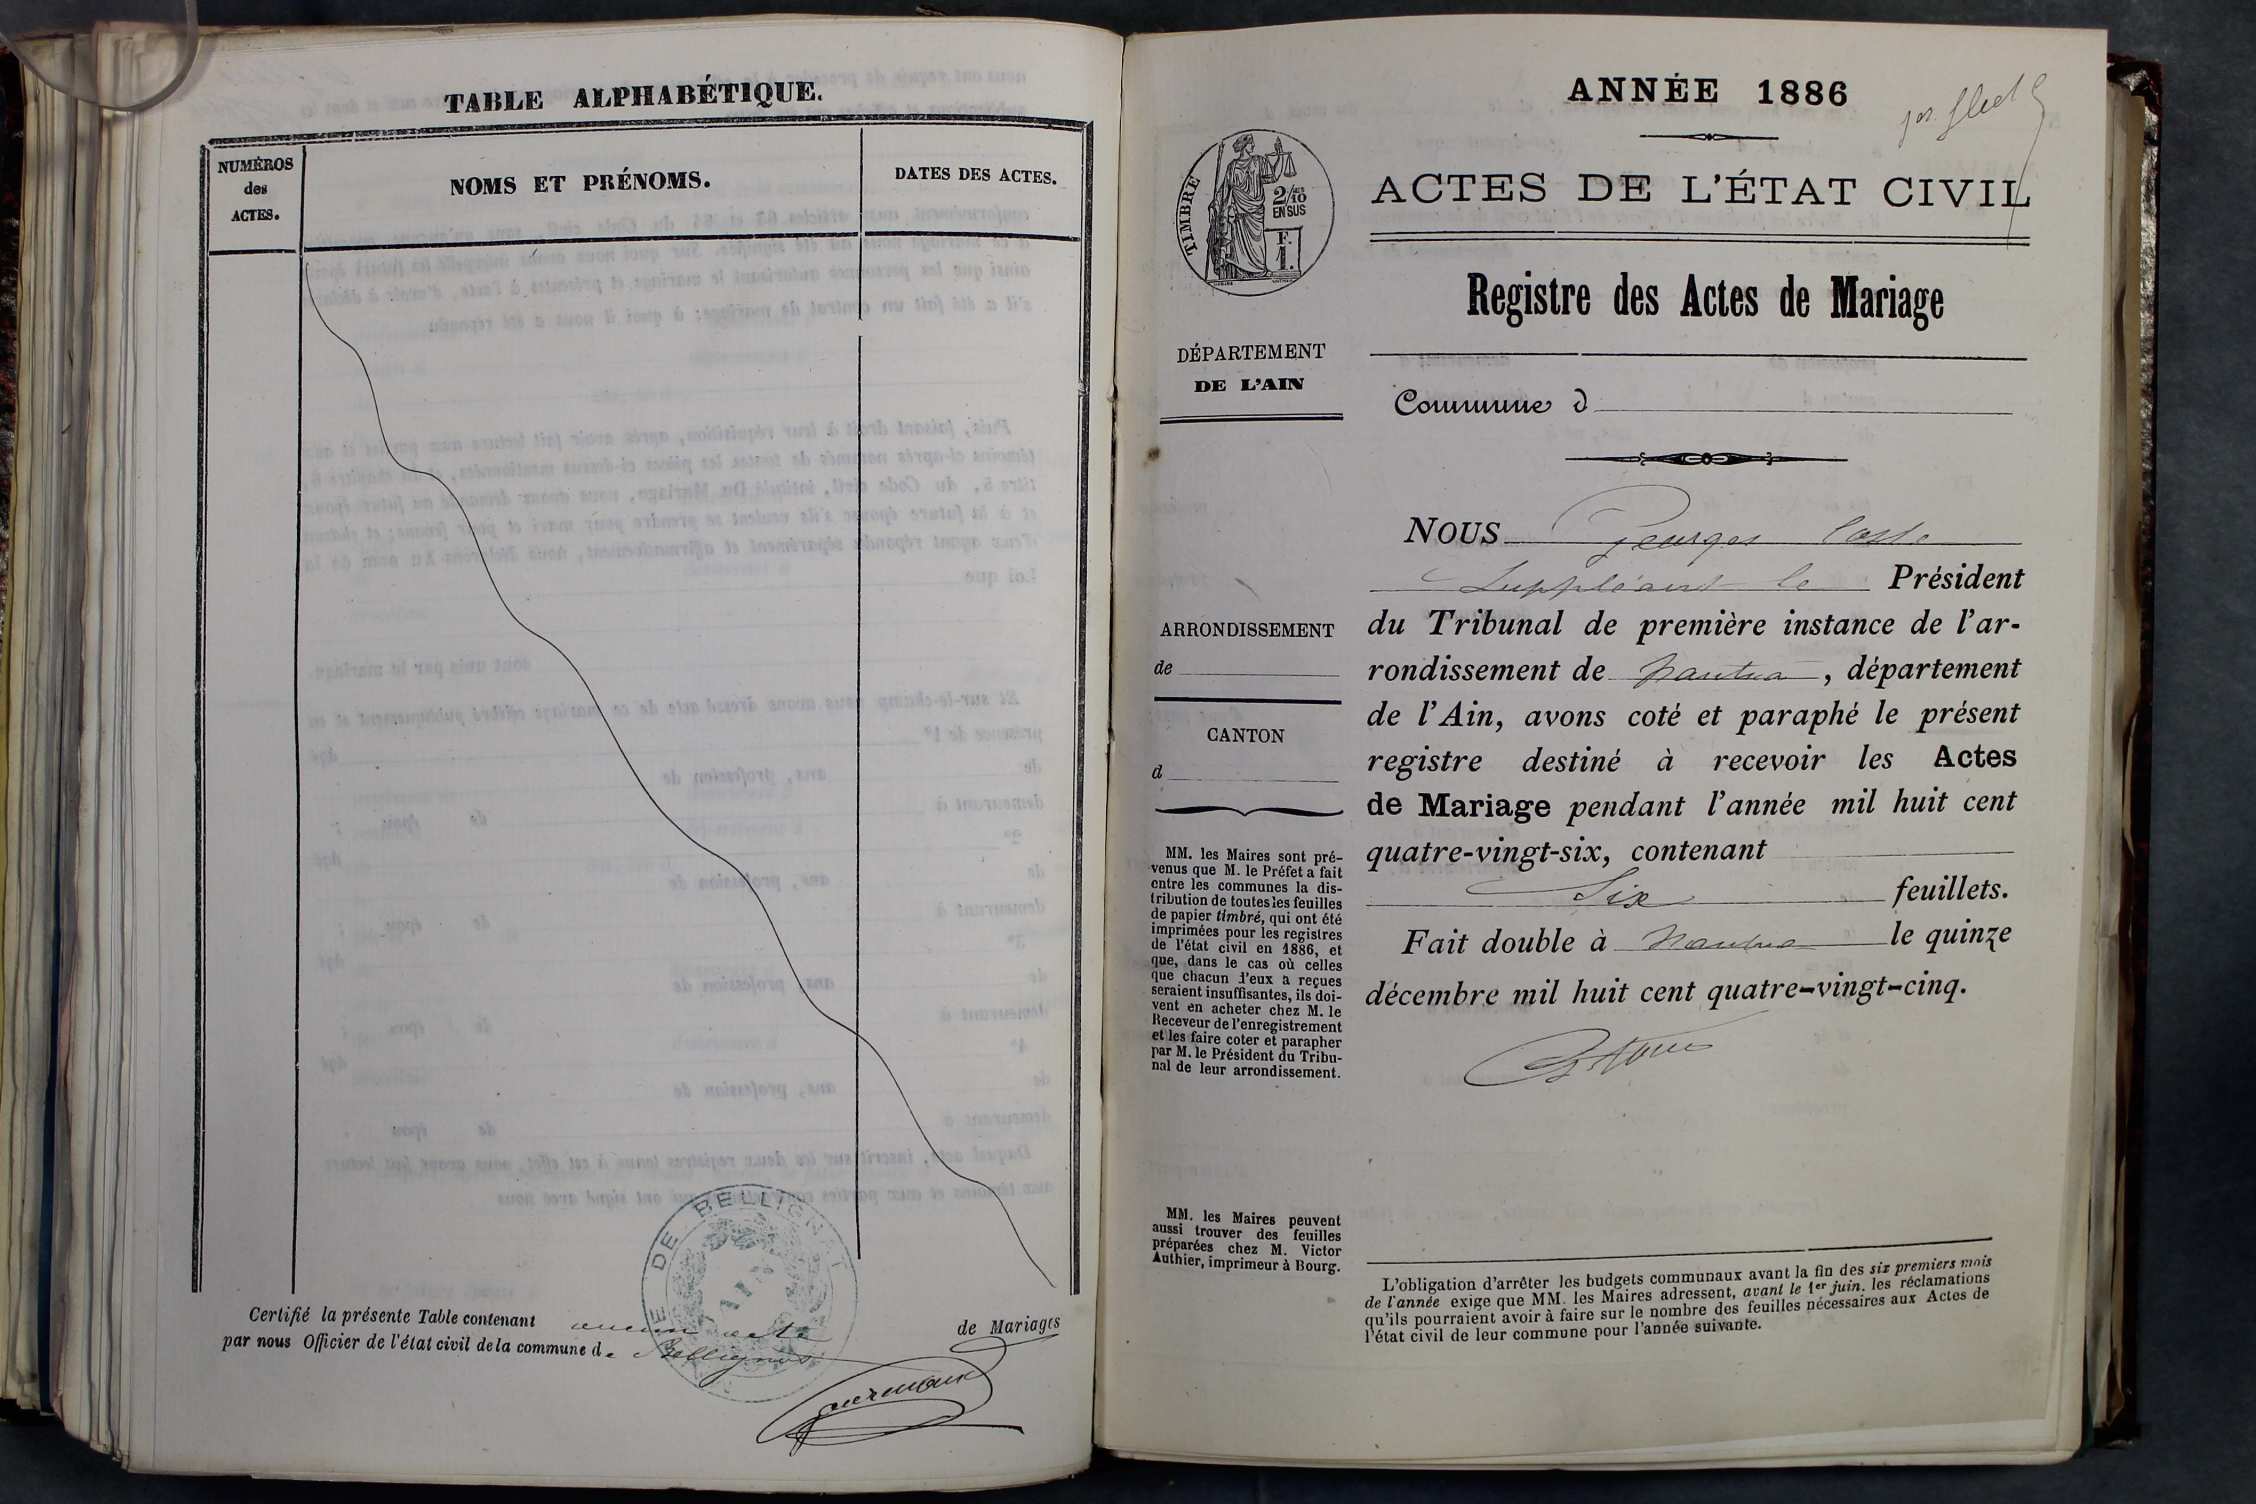 TABLE ALPHABÉTIQUE.
NUMÉROS
des
ACTES.
NOMS ET PRÉNOMS.
DATES DES ACTES.
DE BELLIGNAT
AIN
Certifié la présente Table contenant aucun acte de Mariages
par nous Officier de l'état civil de la commune de Bellignat
ANNÉE 1886
ACTES DE L'ÉTAT CIVIL
TIMBRE
2/10
EN SUS
F.
1.
Registre des Actes de Mariage
DÉPARTEMENT
DE L'AIN
Commune d
ARRONDISSEMENT
de
CANTON
d
MM. les Maires sont pré-
venus que M. le Préfet a fait
entre les communes la dis-
tribution de toutes les feuilles
de papier timbré, qui ont été
imprimées pour les registres
de l'état civil en 1886, et
que, dans le cas où celles
que chacun d'eux a reçues
seraient insuffisantes, ils doi-
vent en acheter chez M. le
Receveur de l'enregistrement
et les faire coter et parapher
par M. le Président du Tribu-
nal de leur arrondissement.
MM. les Maires peuvent
aussi trouver des feuilles
préparées chez M. Victor
Authier, imprimeur à Bourg.
NOUS Georges
Suppléant le Président
du Tribunal de première instance de l'ar-
rondissement de Nantua, département
de l'Ain, avons coté et paraphé le présent
registre destiné à recevoir les Actes
de Mariage pendant l'année mil huit cent
quatre-vingt-six, contenant
Six feuillets.
Fait double à Nantua le quinze
décembre mil huit cent quatre-vingt-cinq.
L'obligation d'arrêter les budgets communaux avant la fin des six premiers mois
de l'année exige que MM. les Maires adressent, avant le 1er juin, les réclamations
qu'ils pourraient avoir à faire sur le nombre des feuilles nécessaires aux Actes de
l'état civil de leur commune pour l'année suivante.